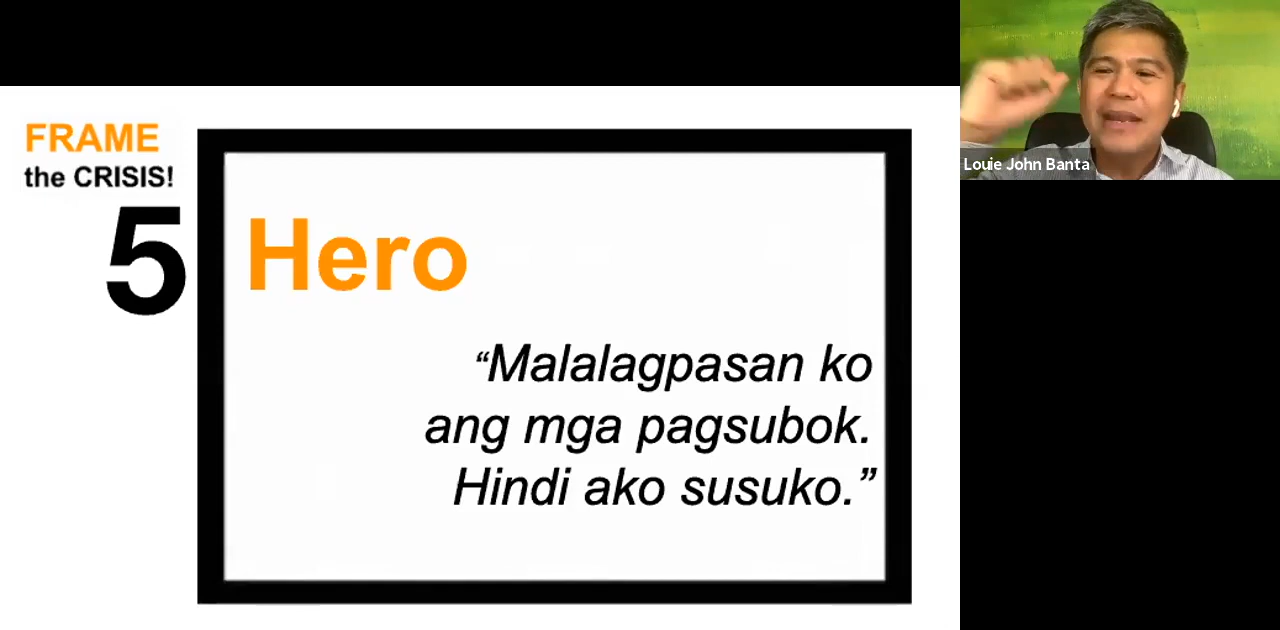 FRAME
the CRISIS!
5
Hero
“Malalagpasan ko
ang mga pagsubok.
Hindi ako susuko.”
Louie John Banta